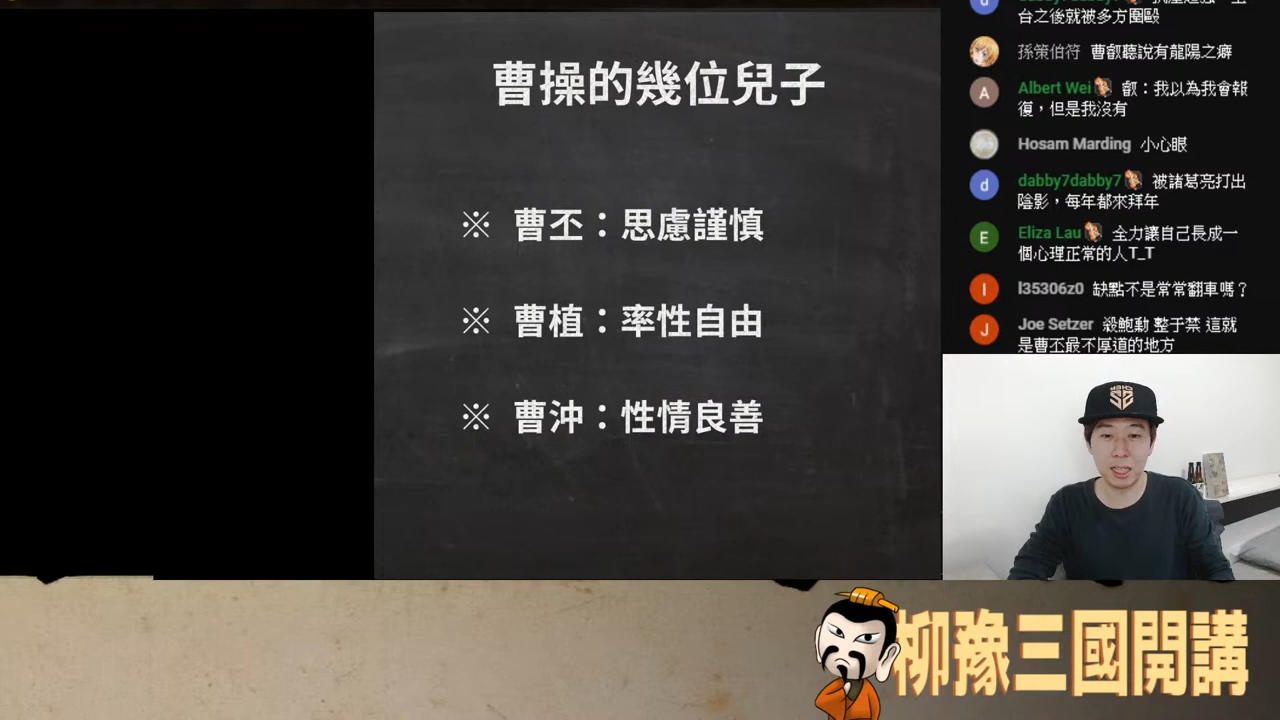 曹操的幾位兒子
※ 曹丕：思慮謹慎
※ 曹植：率性自由
※ 曹沖：性情良善
台之後就被多方圍毆
孫策伯符 曹叡聽說有龍陽之癖
Albert Wei 叡：我以為我會報
復，但是我沒有
Hosam Marding 小心眼
dabby7dabby7 被諸葛亮打出
陰影，每年都來拜年
Eliza Lau 全力讓自己長成一
個心理正常的人T_T
l35306z0 缺點不是常常翻車嗎？
Joe Setzer 殺鮑勳 整于禁 這就
是曹丕最不厚道的地方
柳豫三國開講